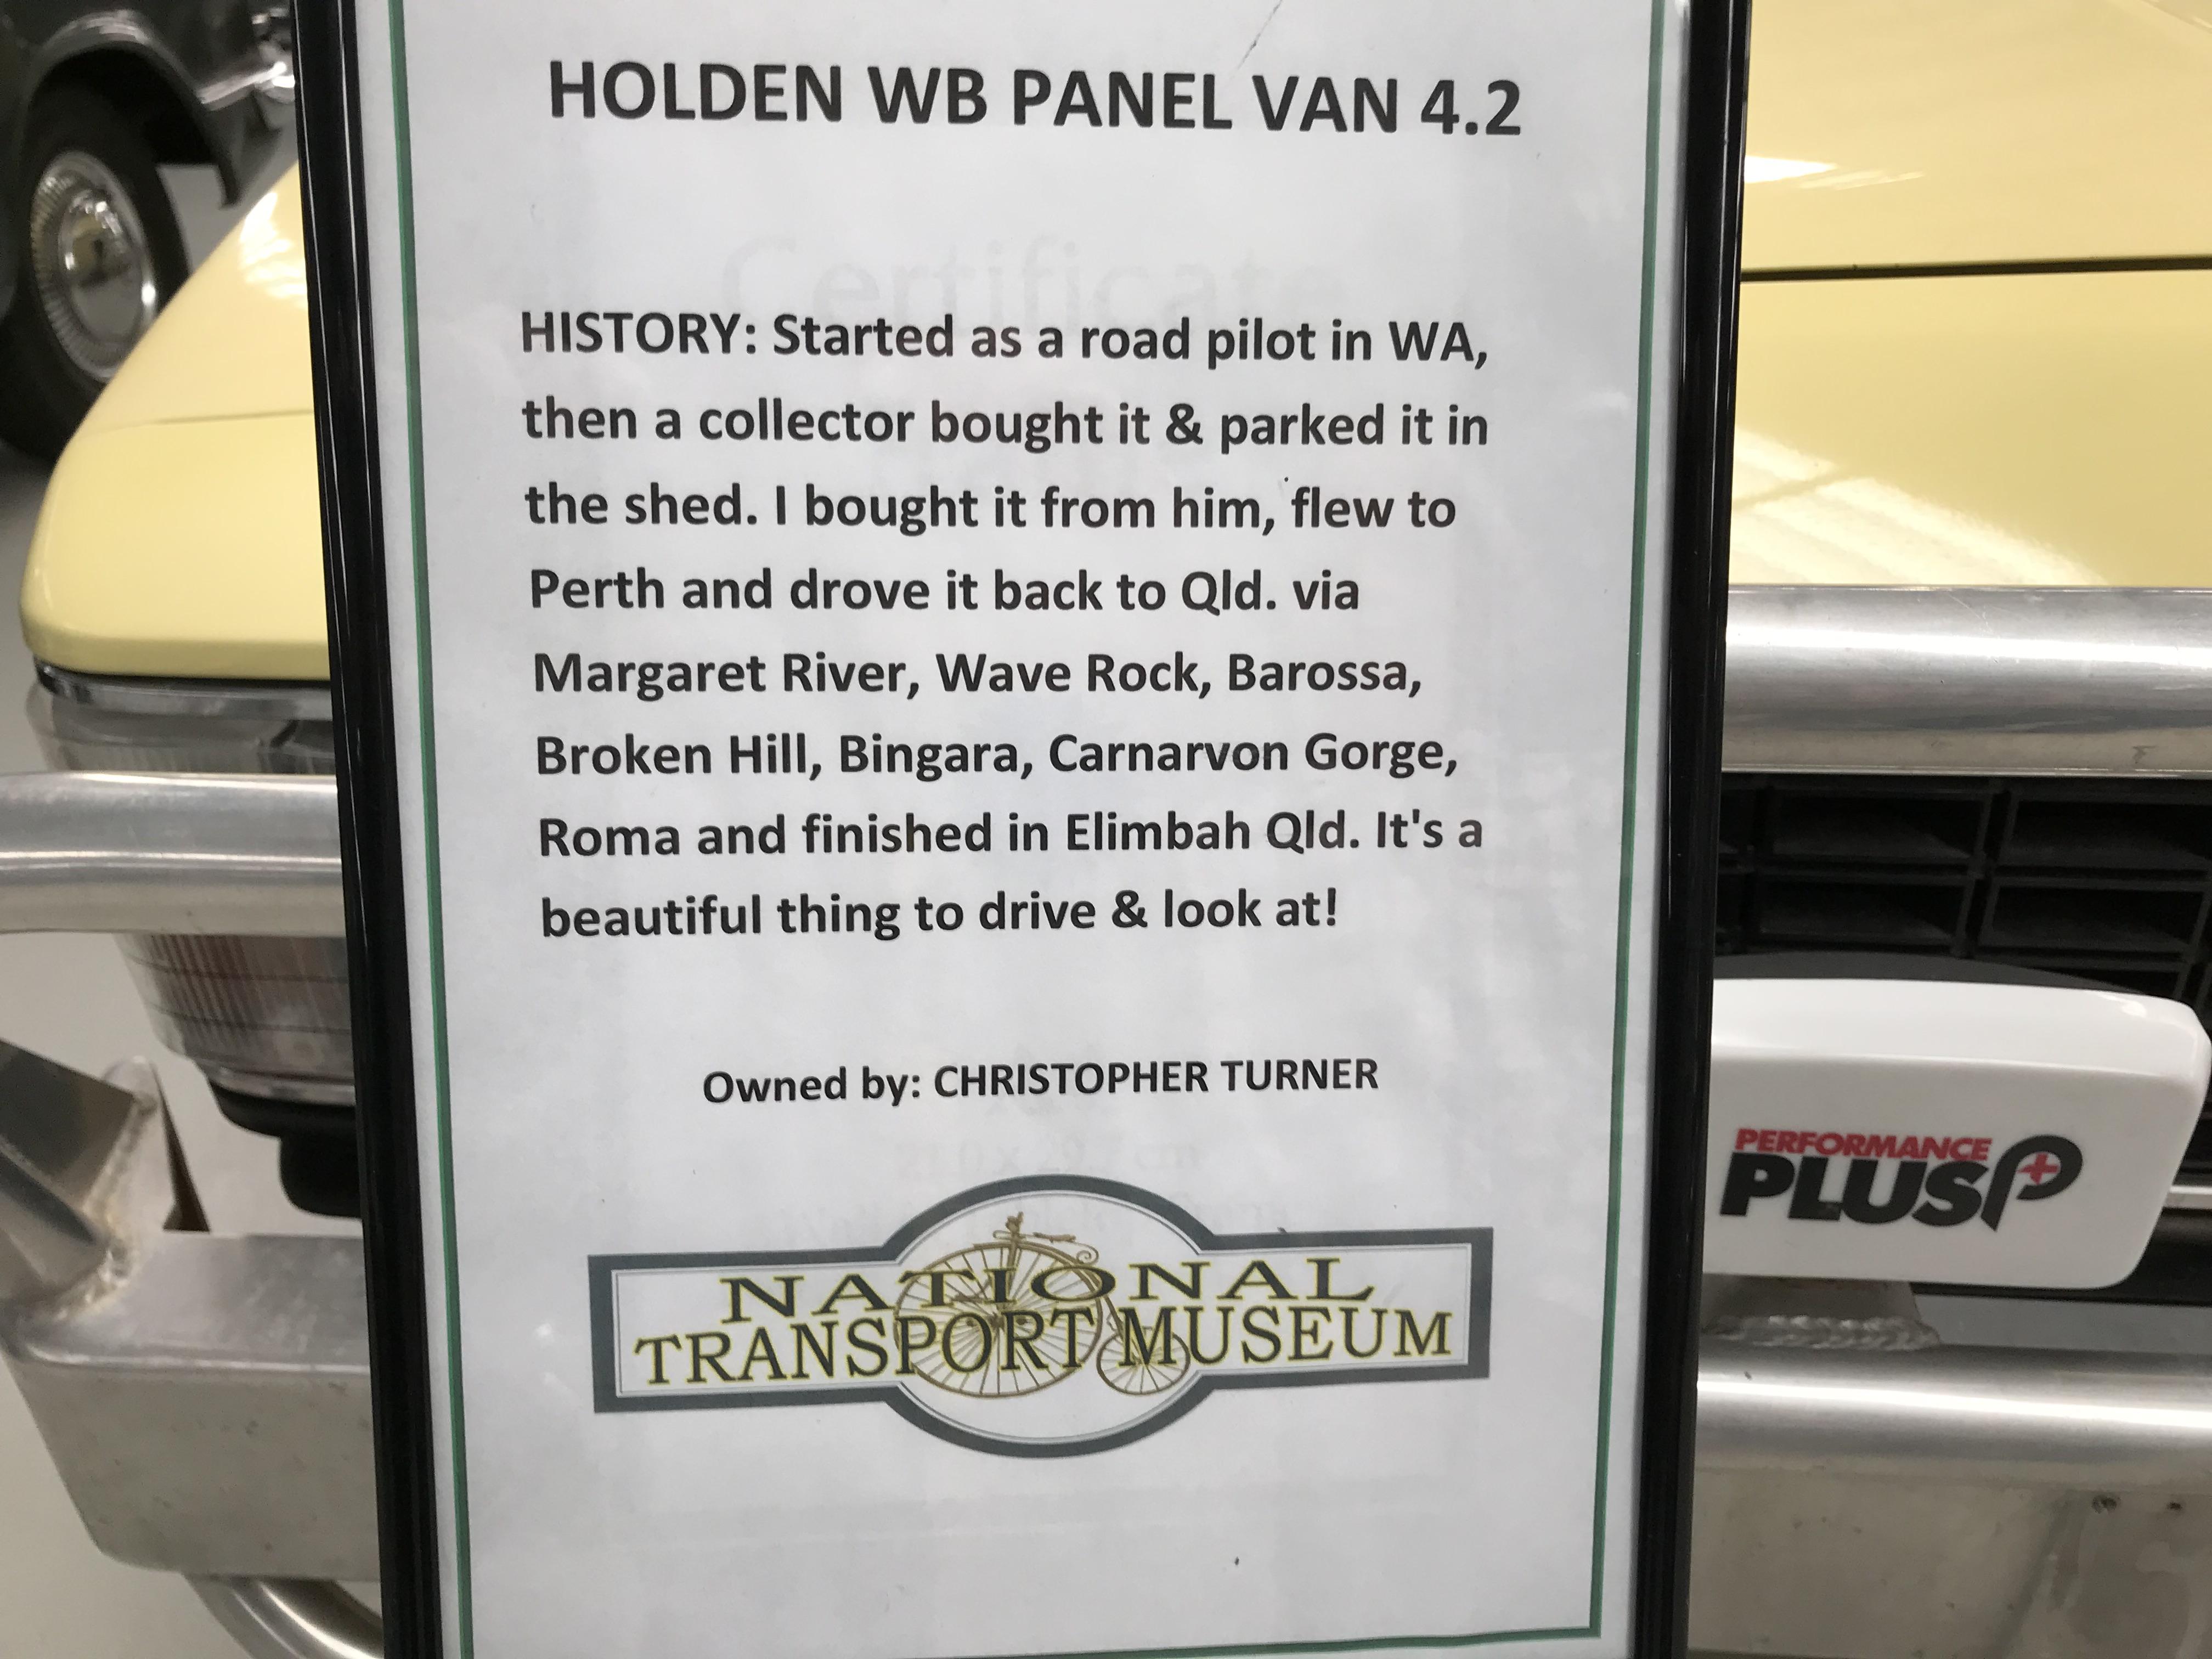 HOLDEN WB PANEL VAN 4.2
Certificate
HISTORY: Started as a road pilot in WA,
then a collector bought it & parked it in
the shed. I bought it from him, flew to
Perth and drove it back to Qld. via
Margaret River, Wave Rock, Barossa,
Broken Hill, Bingara, Carnarvon Gorge,
Roma and finished in Elimbah Qld. It's a
beautiful thing to drive & look at!
Owned by: CHRISTOPHER TURNER
NATIONAL
TRANSPORT MUSEUM
PERFORMANCE
PLUS